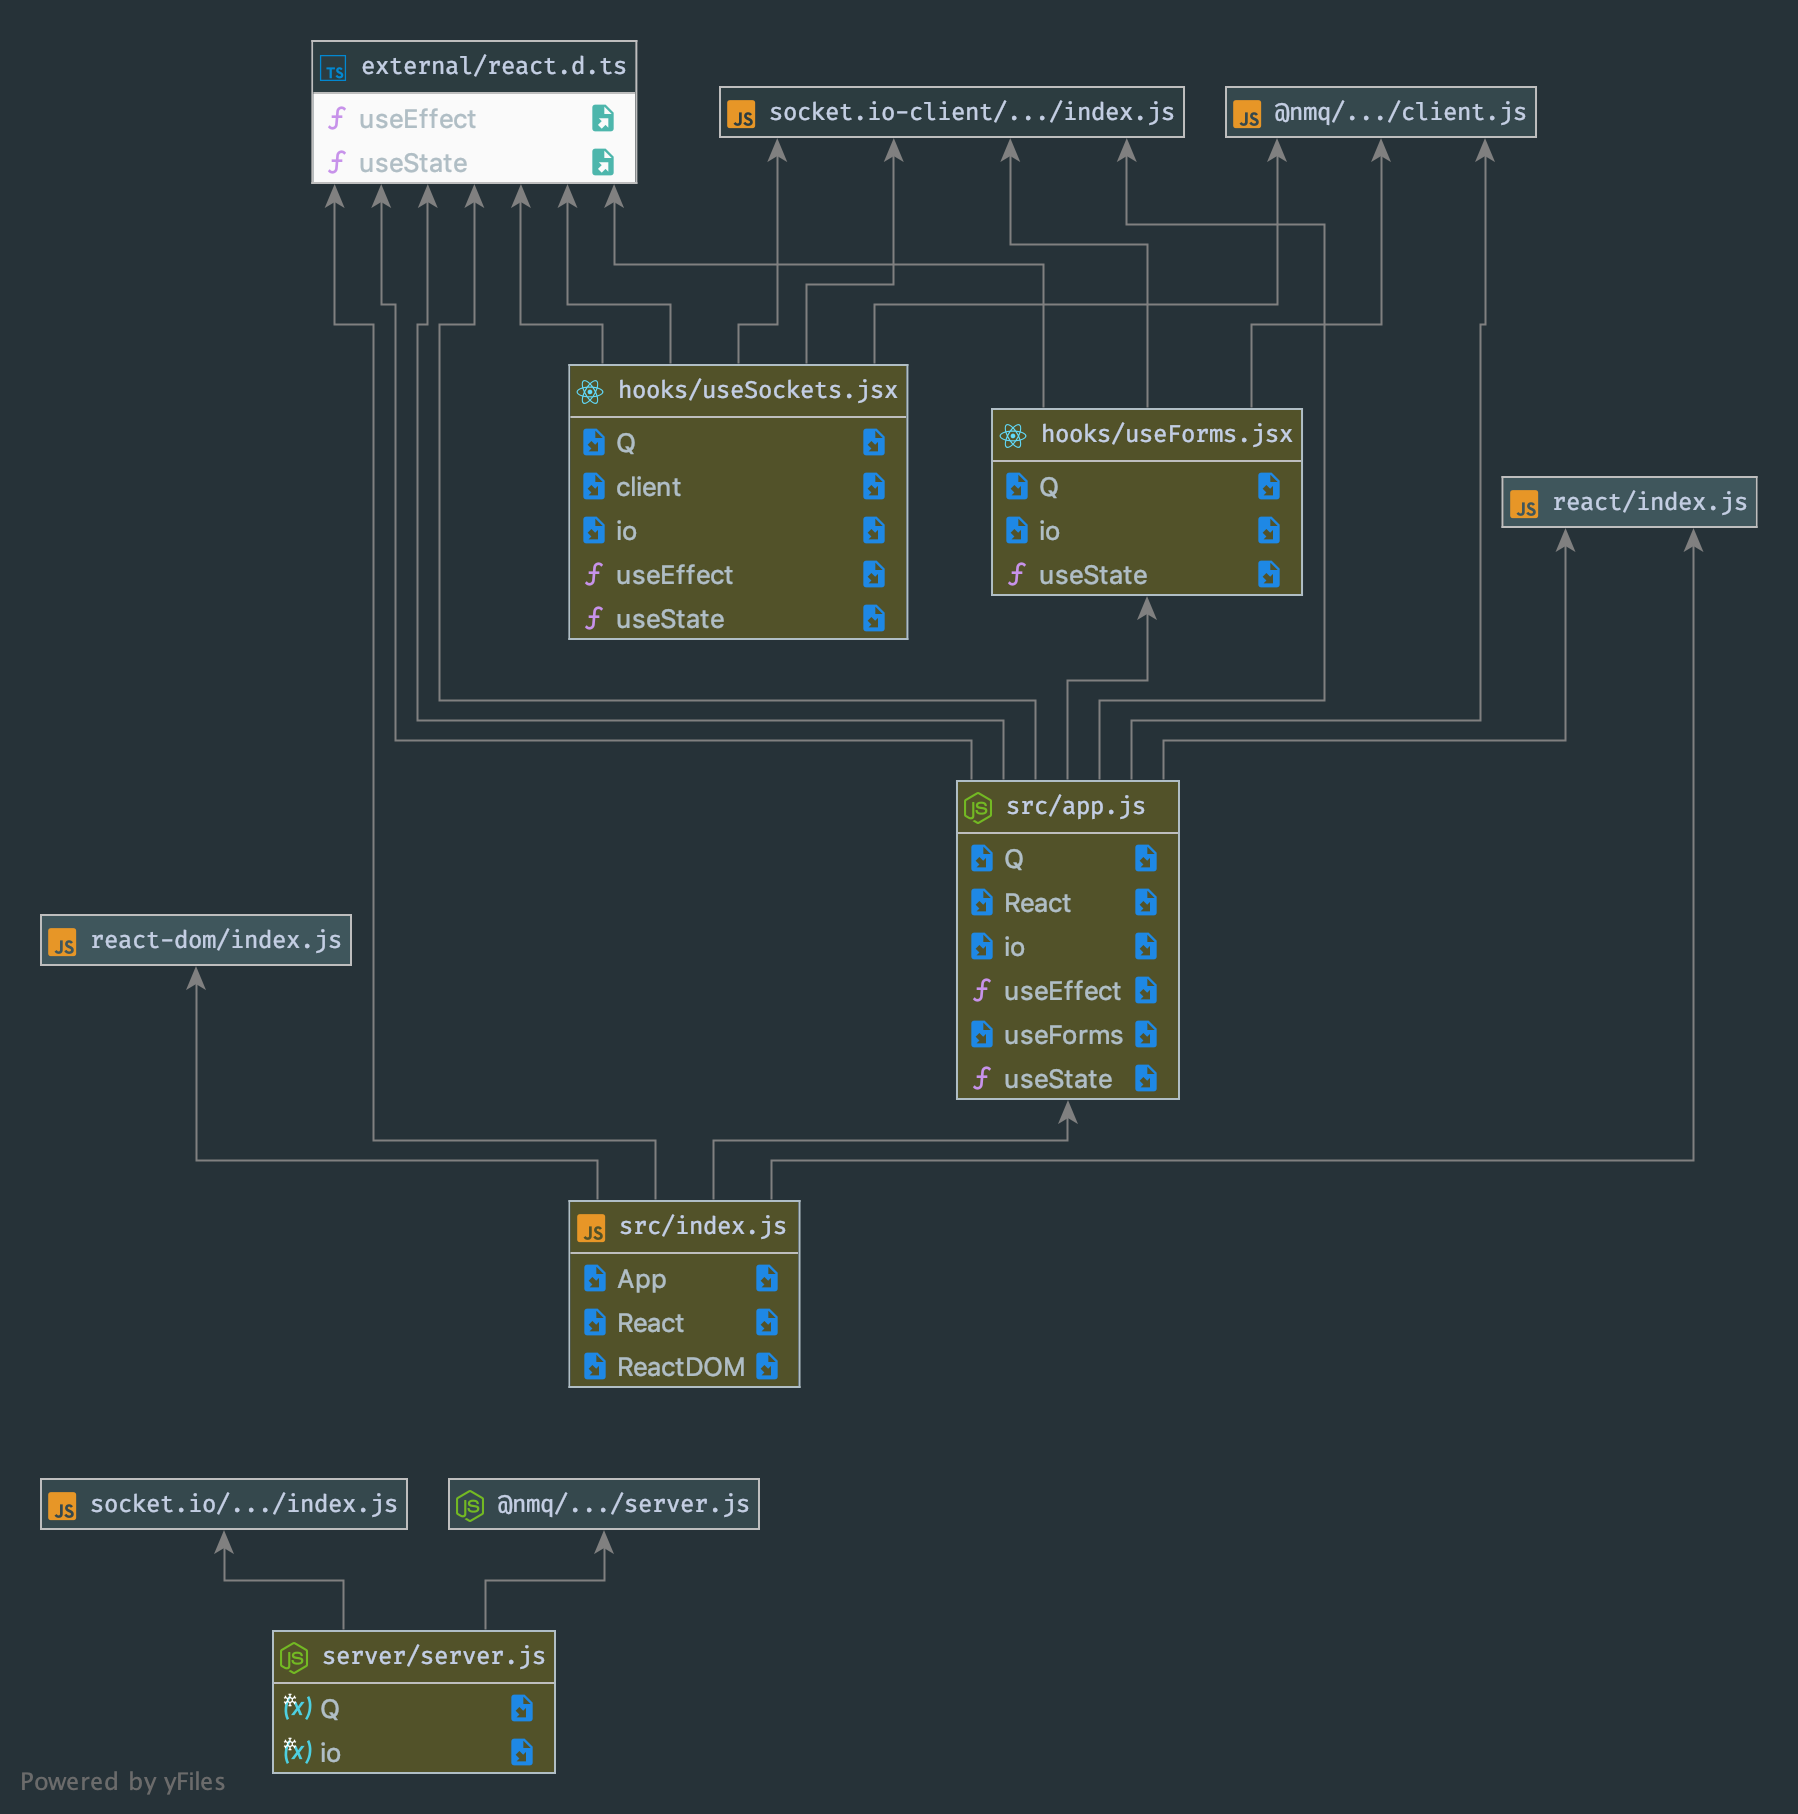 external/react.d.ts
useEffect
useState
socket.io-client/.../index.js
@nmq/.../client.js
hooks/useSockets.jsx
Q
client
io
useEffect
useState
hooks/useForms.jsx
Q
io
useState
react/index.js
src/app.js
Q
React
io
useEffect
useForms
useState
react-dom/index.js
src/index.js
App
React
ReactDOM
socket.io/.../index.js
@nmq/.../server.js
server/server.js
Q
io
Powered by yFiles